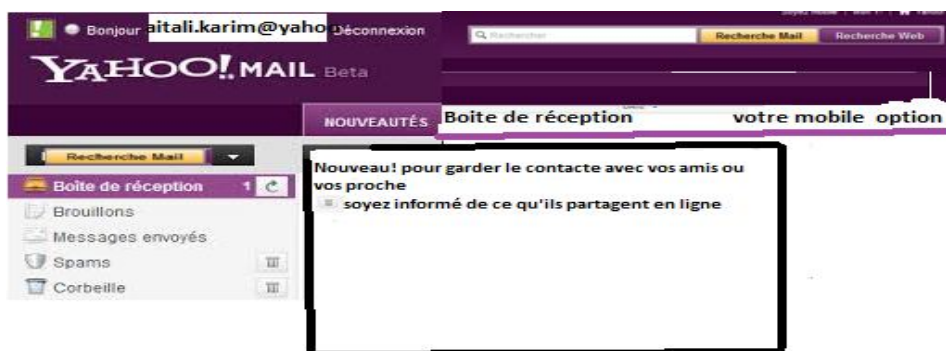 Bonjour aitali.karim@yaho Déconnexion
Rechercher Recherche Mail Recherche Web
YAHOO! MAIL Beta
NOUVEAUTÉS Boite de réception votre mobile option
Recherche Mail
Boîte de réception 1
Brouillons
Messages envoyés
Spams
Corbeille
Nouveau! pour garder le contacte avec vos amis ou
vos proche
soyez informé de ce qu'ils partagent en ligne